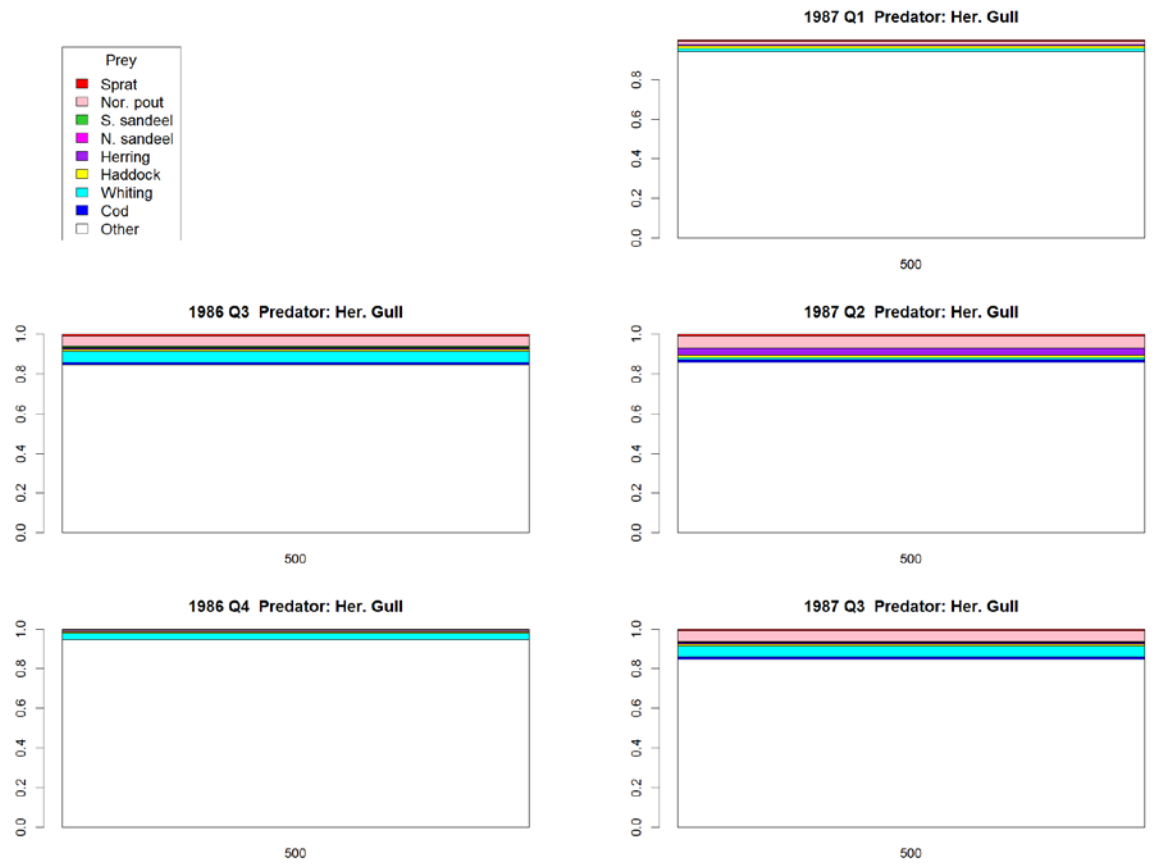 Prey
Sprat
Nor. pout
S. sandeel
N. sandeel
Herring
Haddock
Whiting
Cod
Other
1987 Q1 Predator: Her. Gull
0.8
0.6
0.4
0.2
0.0
500
1986 Q3 Predator: Her. Gull
1.0
0.8
0.6
0.4
0.2
0.0
500
1987 Q2 Predator: Her. Gull
1.0
0.8
0.6
0.4
0.2
0.0
500
1986 Q4 Predator: Her. Gull
1.0
0.8
0.6
0.4
0.2
0.0
500
1987 Q3 Predator: Her. Gull
1.0
0.8
0.6
0.4
0.2
0.0
500